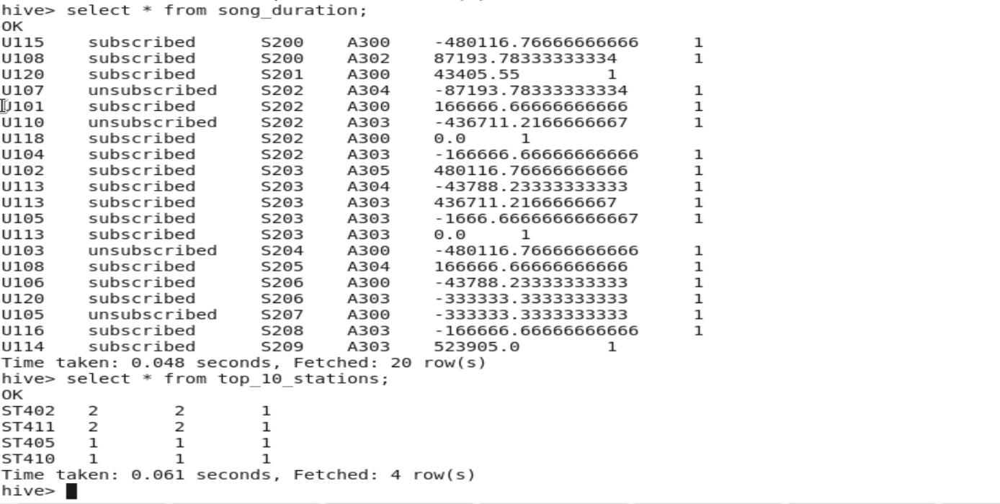 hive> select * from song_duration;
OK
U115 subscribed S200 A300 -480116.76666666666 1
U108 subscribed S200 A302 87193.78333333334 1
U120 subscribed S201 A300 43405.55 1
U107 unsubscribed S202 A304 -87193.78333333334 1
U101 subscribed S202 A300 166666.66666666666 1
U110 unsubscribed S202 A303 -436711.2166666667 1
U118 subscribed S202 A300 0.0 1
U104 subscribed S202 A303 -166666.66666666666 1
U102 subscribed S203 A305 480116.76666666666 1
U113 subscribed S203 A304 -43788.23333333333 1
U113 subscribed S203 A303 436711.2166666667 1
U105 subscribed S203 A303 -1666.6666666666667 1
U113 subscribed S203 A303 0.0 1
U103 unsubscribed S204 A300 -480116.76666666666 1
U108 subscribed S205 A304 166666.66666666666 1
U106 subscribed S206 A300 -43788.23333333333 1
U120 subscribed S206 A303 -333333.3333333333 1
U105 unsubscribed S207 A300 -333333.3333333333 1
U116 subscribed S208 A303 -166666.66666666666 1
U114 subscribed S209 A303 523905.0 1
Time taken: 0.048 seconds, Fetched: 20 row(s)
hive> select * from top_10_stations;
OK
ST402 2 2 1
ST411 2 2 1
ST405 1 1 1
ST410 1 1 1
Time taken: 0.061 seconds, Fetched: 4 row(s)
hive>